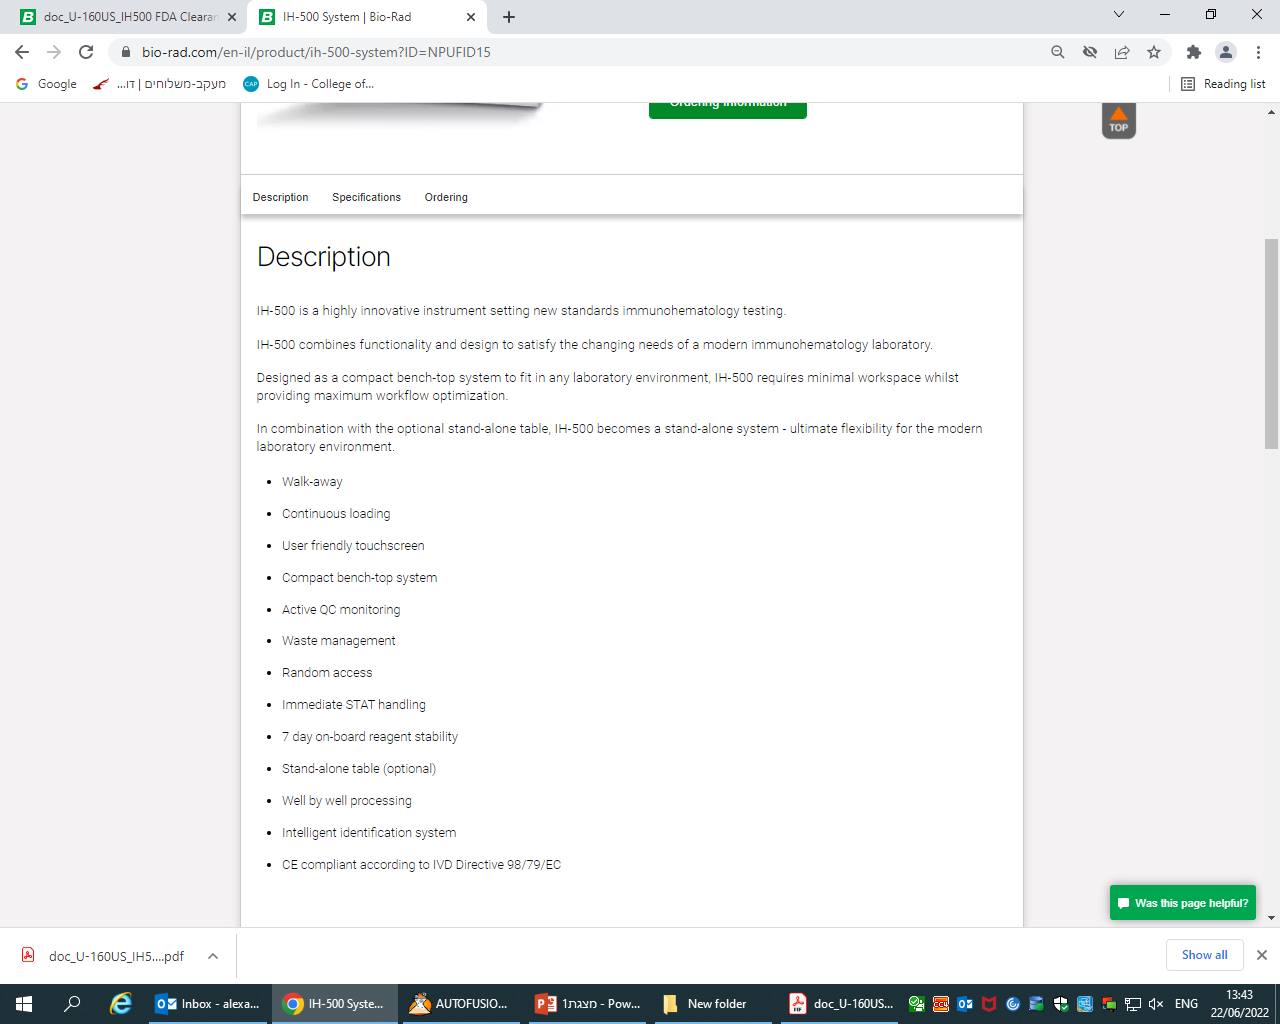 doc_U-160US_IH500 FDA Clearan
IH-500 System | Bio-Rad
bio-rad.com/en-il/product/ih-500-system?ID=NPUFID15
Google
מעקב-משלוחים | דו...
CAP
Log In - College of...
Reading list
Ordering Information
TOP
Description
Specifications
Ordering
Description
IH-500 is a highly innovative instrument setting new standards immunohematology testing.
IH-500 combines functionality and design to satisfy the changing needs of a modern immunohematology laboratory.
Designed as a compact bench-top system to fit in any laboratory environment, IH-500 requires minimal workspace whilst
providing maximum workflow optimization.
In combination with the optional stand-alone table, IH-500 becomes a stand-alone system - ultimate flexibility for the modern
laboratory environment.
• Walk-away
• Continuous loading
• User friendly touchscreen
• Compact bench-top system
• Active QC monitoring
• Waste management
• Random access
• Immediate STAT handling
• 7 day on-board reagent stability
• Stand-alone table (optional)
• Well by well processing
• Intelligent identification system
• CE compliant according to IVD Directive 98/79/EC
Was this page helpful?
doc_U-160US_IH5....pdf
Show all
Inbox - alexa...
IH-500 Syste...
AUTOFUSIO...
מצגת1 - Pow...
New folder
doc_U-160US...
ENG
13:43
22/06/2022